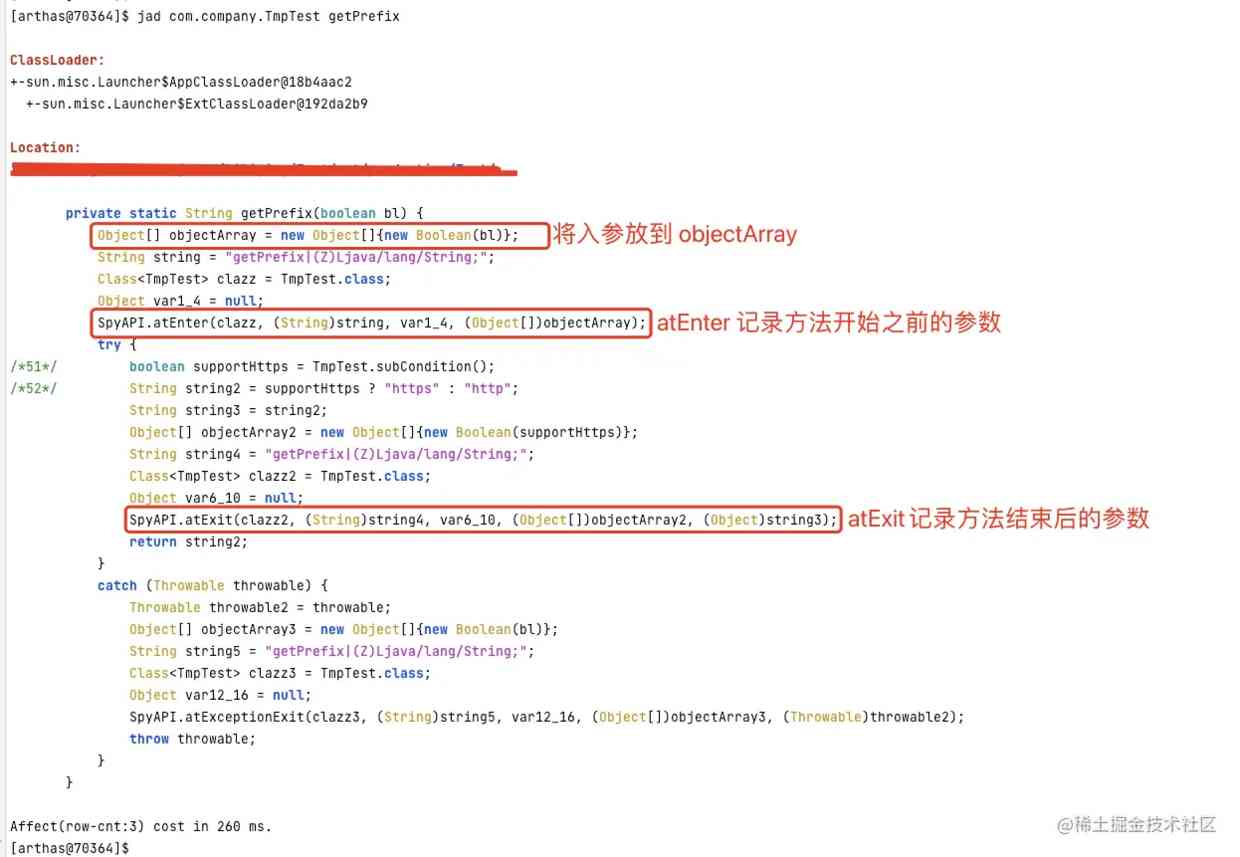 [arthas@70364]$ jad com.company.TmpTest getPrefix
ClassLoader:
+-sun.misc.Launcher$AppClassLoader@18b4aac2
  +-sun.misc.Launcher$ExtClassLoader@192da2b9
Location:
       private static String getPrefix(boolean bl) {
           Object[] objectArray = new Object[]{new Boolean(bl)}; 将入参放到 objectArray
           String string = "getPrefix|(Z)Ljava/lang/String;";
           Class<TmpTest> clazz = TmpTest.class;
           Object var1_4 = null;
           SpyAPI.atEnter(clazz, (String)string, var1_4, (Object[])objectArray); atEnter 记录方法开始之前的参数
           try {
/*51*/         boolean supportHttps = TmpTest.subCondition();
/*52*/         String string2 = supportHttps ? "https" : "http";
               String string3 = string2;
               Object[] objectArray2 = new Object[]{new Boolean(supportHttps)};
               String string4 = "getPrefix|(Z)Ljava/lang/String;";
               Class<TmpTest> clazz2 = TmpTest.class;
               Object var6_10 = null;
               SpyAPI.atExit(clazz2, (String)string4, var6_10, (Object[])objectArray2, (Object)string3); atExit 记录方法结束后的参数
               return string2;
           }
           catch (Throwable throwable) {
               Throwable throwable2 = throwable;
               Object[] objectArray3 = new Object[]{new Boolean(bl)};
               String string5 = "getPrefix|(Z)Ljava/lang/String;";
               Class<TmpTest> clazz3 = TmpTest.class;
               Object var12_16 = null;
               SpyAPI.atExceptionExit(clazz3, (String)string5, var12_16, (Object[])objectArray3, (Throwable)throwable2);
               throw throwable;
           }
       }
Affect(row-cnt:3) cost in 260 ms.
@稀土掘金技术社区
[arthas@70364]$